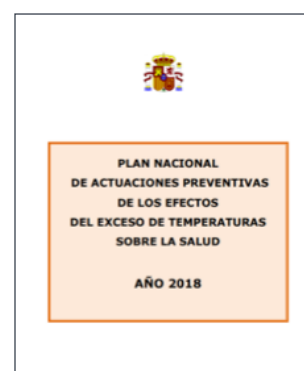 PLAN NACIONAL
DE ACTUACIONES PREVENTIVAS
DE LOS EFECTOS
DEL EXCESO DE TEMPERATURAS
SOBRE LA SALUD
AÑO 2018